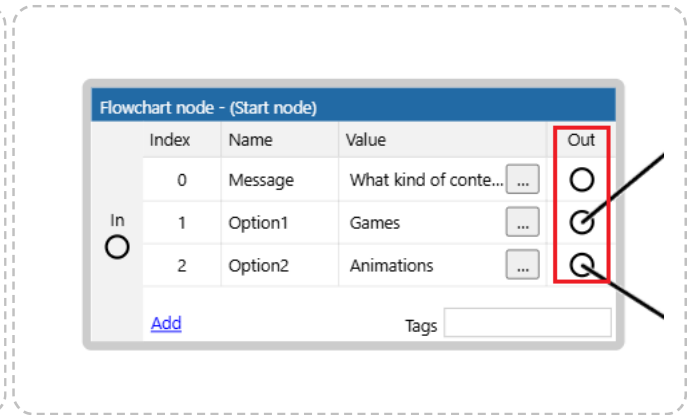 Flowchart node - (Start node)
Index Name Value Out
0 Message What kind of conte... ...
In
1 Option1 Games ...
2 Option2 Animations ...
Add Tags